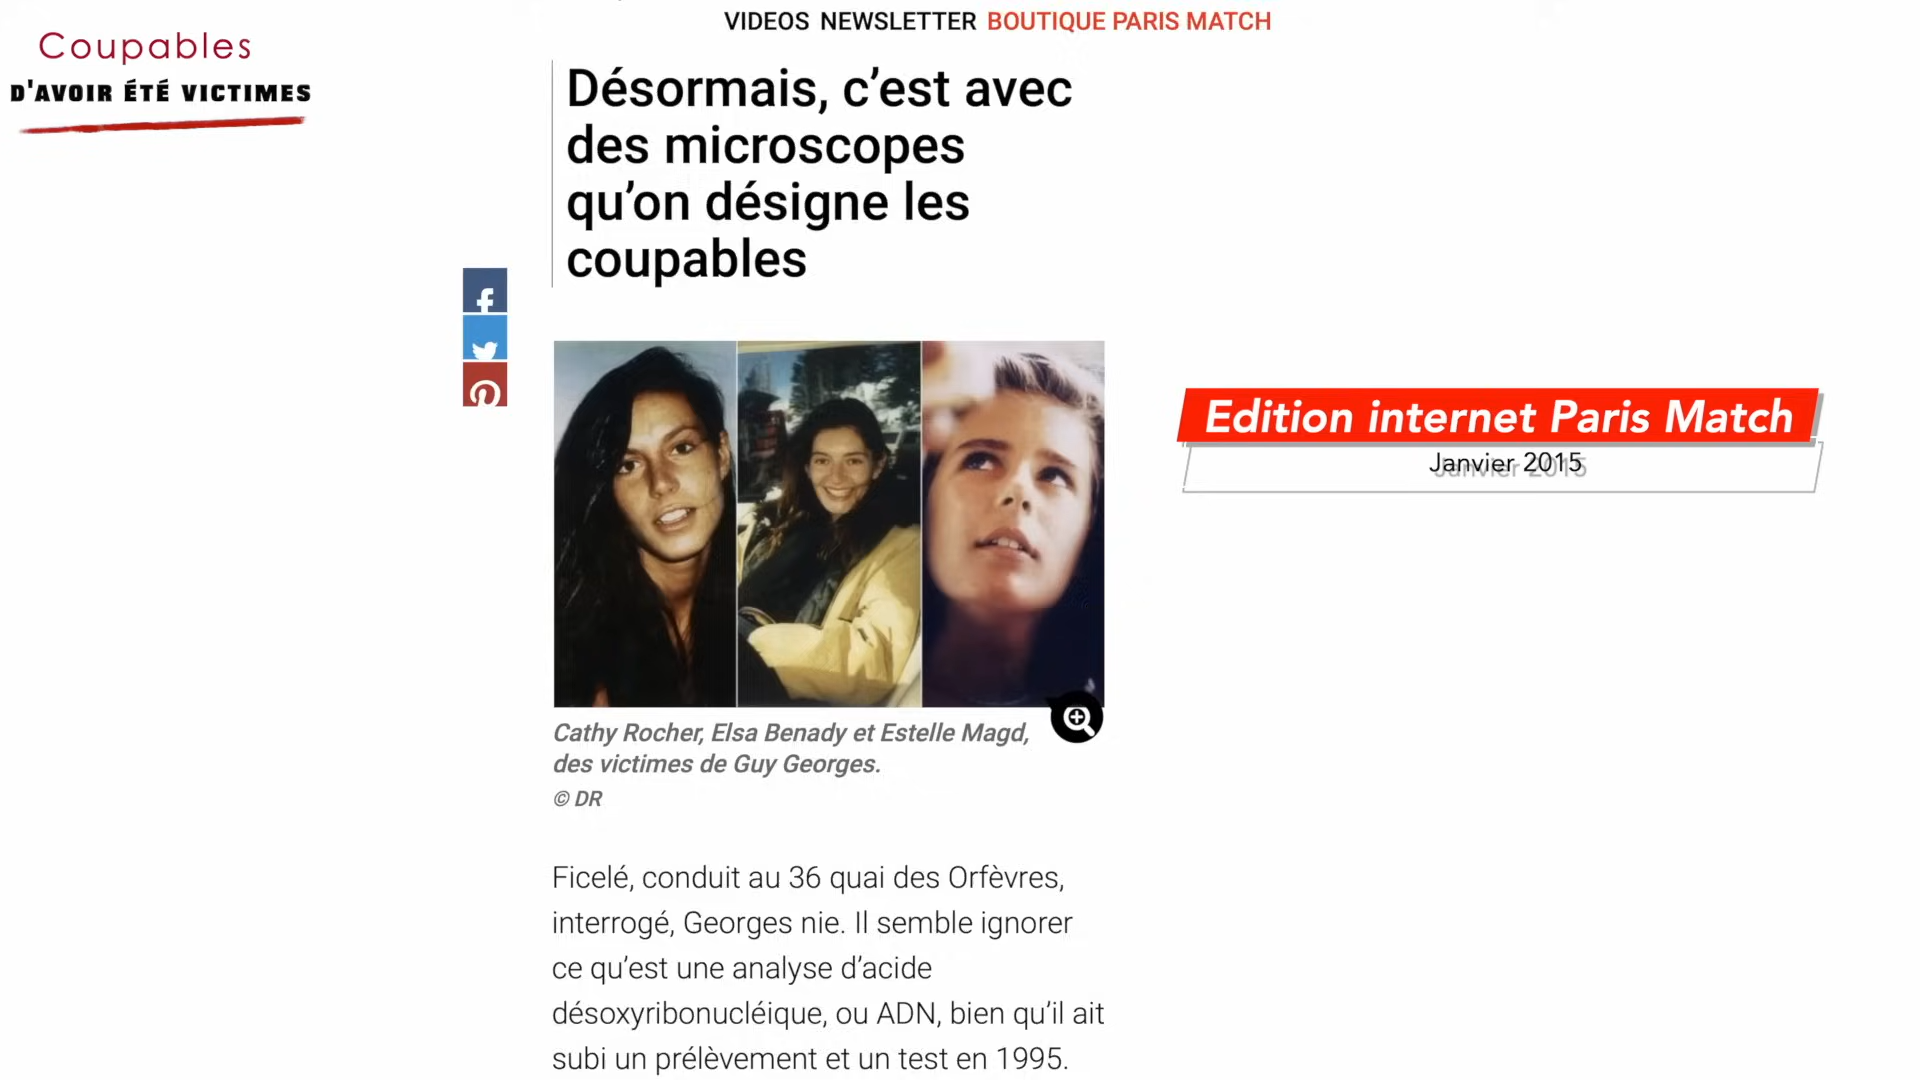 Coupables
D'AVOIR ÉTÉ VICTIMES
VIDEOS NEWSLETTER BOUTIQUE PARIS MATCH
Désormais, c’est avec
des microscopes
qu’on désigne les
coupables
Cathy Rocher, Elsa Benady et Estelle Magd,
des victimes de Guy Georges.
© DR
Ficelé, conduit au 36 quai des Orfèvres,
interrogé, Georges nie. Il semble ignorer
ce qu’est une analyse d’acide
désoxyribonucléique, ou ADN, bien qu’il ait
subi un prélèvement et un test en 1995.
Edition internet Paris Match
Janvier 2015